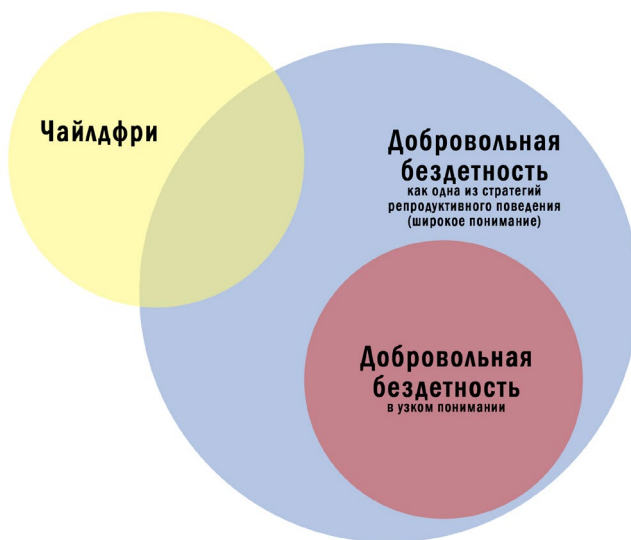 Чайлдфри
Добровольная
бездетность
как одна из стратегий
репродуктивного поведения
(широкое понимание)
Добровольная
бездетность
в узком понимании